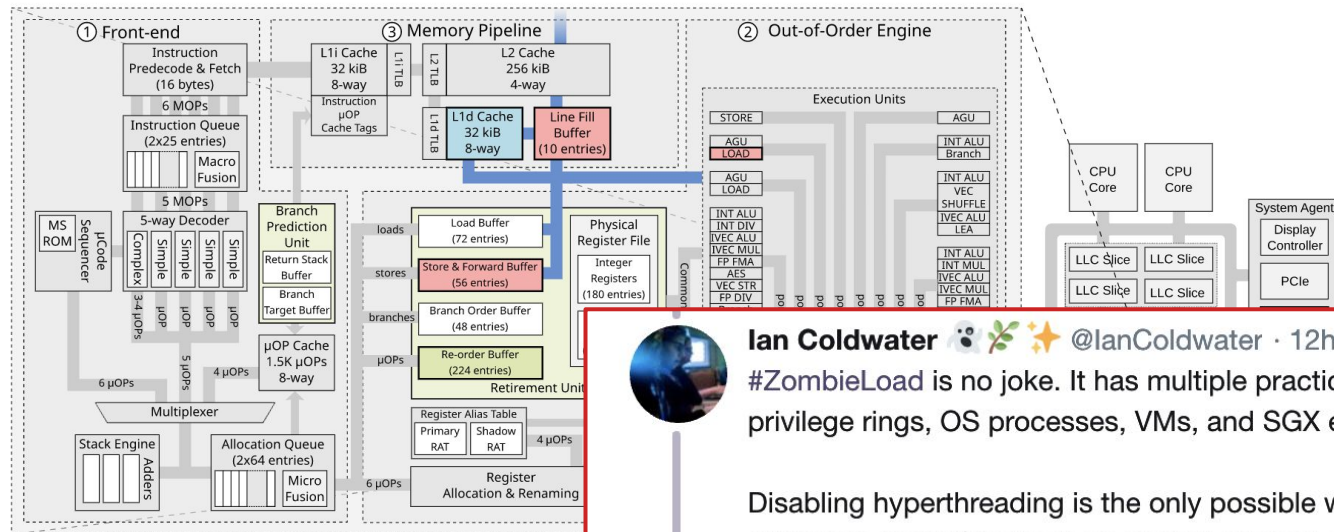 ① Front-end
Instruction
Predecode & Fetch
(16 bytes)
6 MOPs
Instruction Queue
(2x25 entries)
Macro
Fusion
5 MOPs
MS
ROM
μCode
Sequencer
5-way Decoder
Complex
Simple
Simple
Simple
Simple
3-4 μOPs
μOP
μOP
μOP
μOP
5 μOPs
6 μOPs
4 μOPs
Branch
Prediction
Unit
Return Stack
Buffer
Branch
Target Buffer
μOP Cache
1.5K μOPs
8-way
Multiplexer
Stack Engine
Adders
Allocation Queue
(2x64 entries)
Micro
Fusion
6 μOPs
③ Memory Pipeline
L1i Cache
32 kiB
8-way
L1i TLB
Instruction
μOP
Cache Tags
L2 TLB
L2 Cache
256 kiB
4-way
L1d TLB
L1d Cache
32 kiB
8-way
Line Fill
Buffer
(10 entries)
loads
stores
branches
μOPs
Load Buffer
(72 entries)
Store & Forward Buffer
(56 entries)
Branch Order Buffer
(48 entries)
Re-order Buffer
(224 entries)
Physical
Register File
Integer
Registers
(180 entries)
Register Alias Table
Primary
RAT
Shadow
RAT
4 μOPs
Register
Allocation & Renaming
② Out-of-Order Engine
Execution Units
STORE
AGU
LOAD
AGU
LOAD
INT ALU
INT DIV
IVEC ALU
IVEC MUL
FP FMA
AES
VEC STR
FP DIV
Common
AGU
INT ALU
Branch
INT ALU
VEC
SHUFFLE
IVEC ALU
LEA
INT ALU
INT MUL
IVEC ALU
IVEC MUL
FP FMA
CPU
Core
CPU
Core
LLC Slice
LLC Slice
LLC Slice
LLC Slice
System Agent
Display
Controller
PCIe
Ian Coldwater 👻🌿✨ @IanColdwater · 12h
#ZombieLoad is no joke. It has multiple
privilege rings, OS processes, VMs, and SGX
Disabling hyperthreading is the only possible